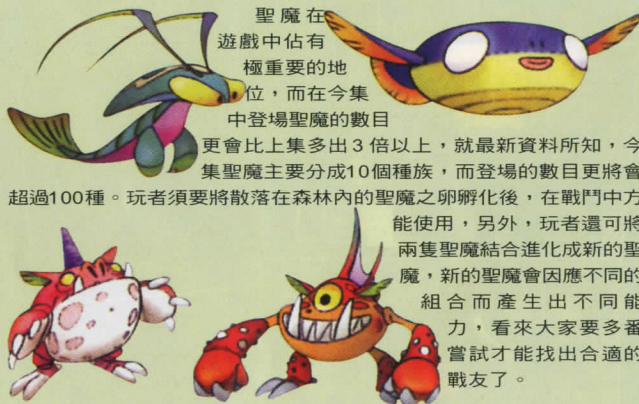 聖魔在
遊戲中佔有
極重要的地
位，而在今集
中登場聖魔的數目
更會比上集多出3倍以上，就最新資料所知，今
集聖魔主要分成10個種族，而登場的數目更將會
超過100種。玩者須要將散落在森林內的聖魔之卵孵化後，在戰鬥中方
能使用，另外，玩者還可將
兩隻聖魔結合進化成新的聖
魔，新的聖魔會因應不同的
組合而產生出不同能
力，看來大家要多番
嘗試才能找出合適的
戰友了。